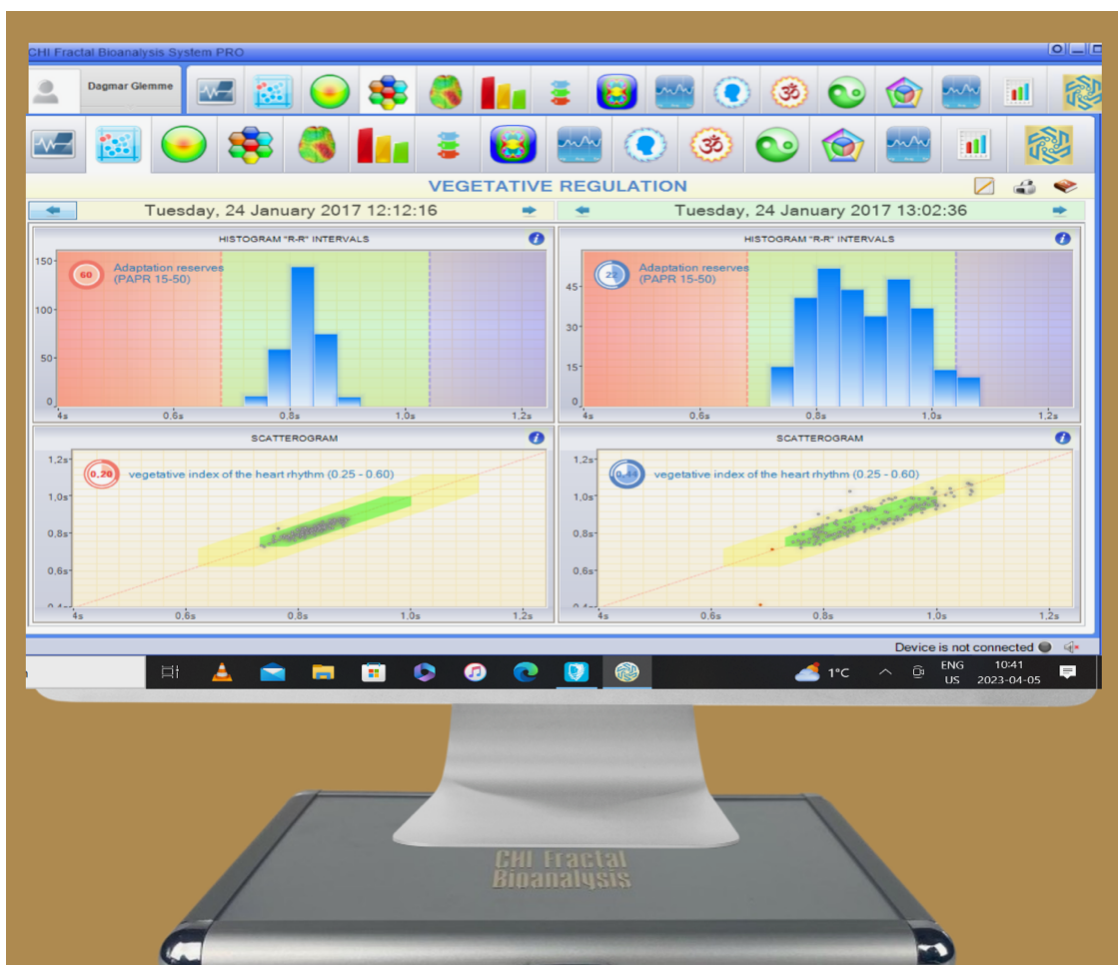 CHI Fractal Bioanalysis System PRO
Dagmar Glemme
VEGETATIVE REGULATION
Tuesday, 24 January 2017 12:12:16
Tuesday, 24 January 2017 13:02:36
HISTOGRAM "R-R" INTERVALS
150
60
Adaptation reserves
(PAPR 15-50)
100
50
0
4s 0,6s 0,8s 1,0s 1,2s
HISTOGRAM "R-R" INTERVALS
22
Adaptation reserves
(PAPR 15-50)
45
30
15
0
4s 0,6s 0,8s 1,0s 1,2s
SCATTEROGRAM
1,2s
0.20
vegetative index of the heart rhythm (0.25 - 0.60)
1,0s
0,8s
0,6s
0,4s
4s 0,6s 0,8s 1,0s 1,2s
SCATTEROGRAM
1,2s
vegetative index of the heart rhythm (0.25 - 0.60)
1,0s
0,8s
0,6s
4s 0,6s 0,8s 1,0s 1,2s
Device is not connected
1°C
ENG
US
10:41
2023-04-05
CHI Fractal
Bioanalysis